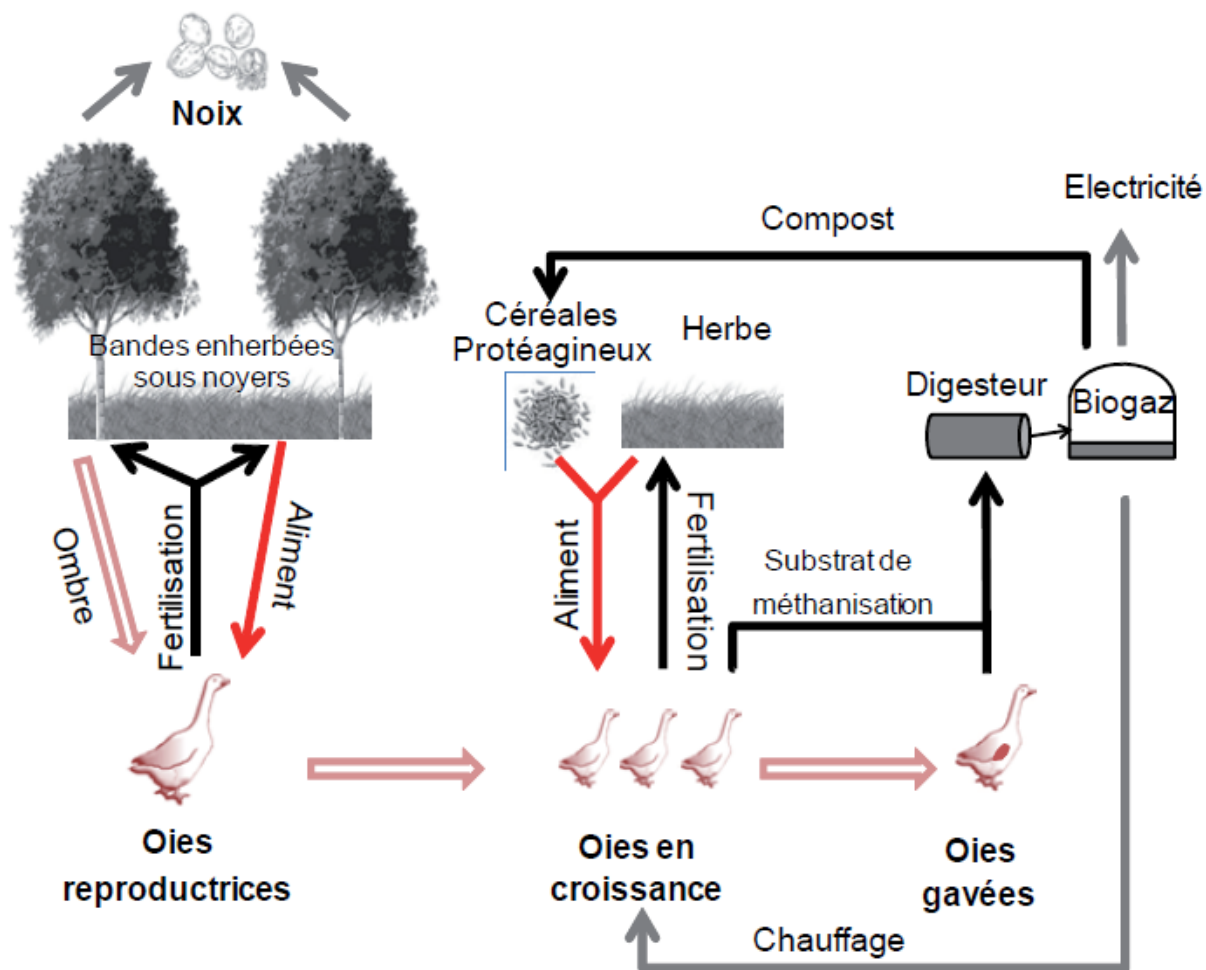 Noix
Electricité
Compost
Céréales
Protéagineux
Herbe
Bandes enherbées
sous noyers
Digesteur
Biogaz
Ombre
Fertilisation
Aliment
Aliment
Fertilisation
Substrat de
méthanisation
Oies
reproductrices
Oies en
croissance
Oies
gavées
Chauffage